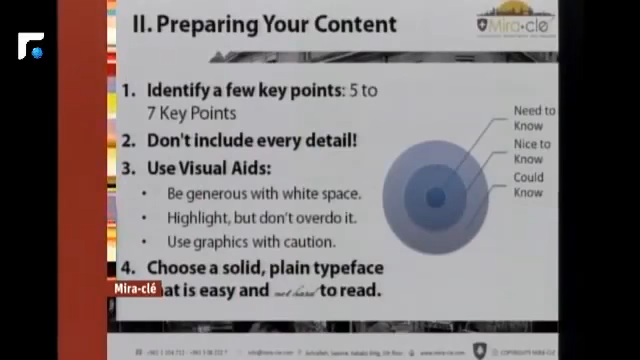 II. Preparing Your Content
Mira-clé
1. Identify a few key points: 5 to
7 Key Points
2. Don't include every detail!
3. Use Visual Aids:
• Be generous with white space.
• Highlight, but don't overdo it.
• Use graphics with caution.
4. Choose a solid, plain typeface
at is easy and not hard to read.
Need to
Know
Nice to
Know
Could
Know
Mira-clé